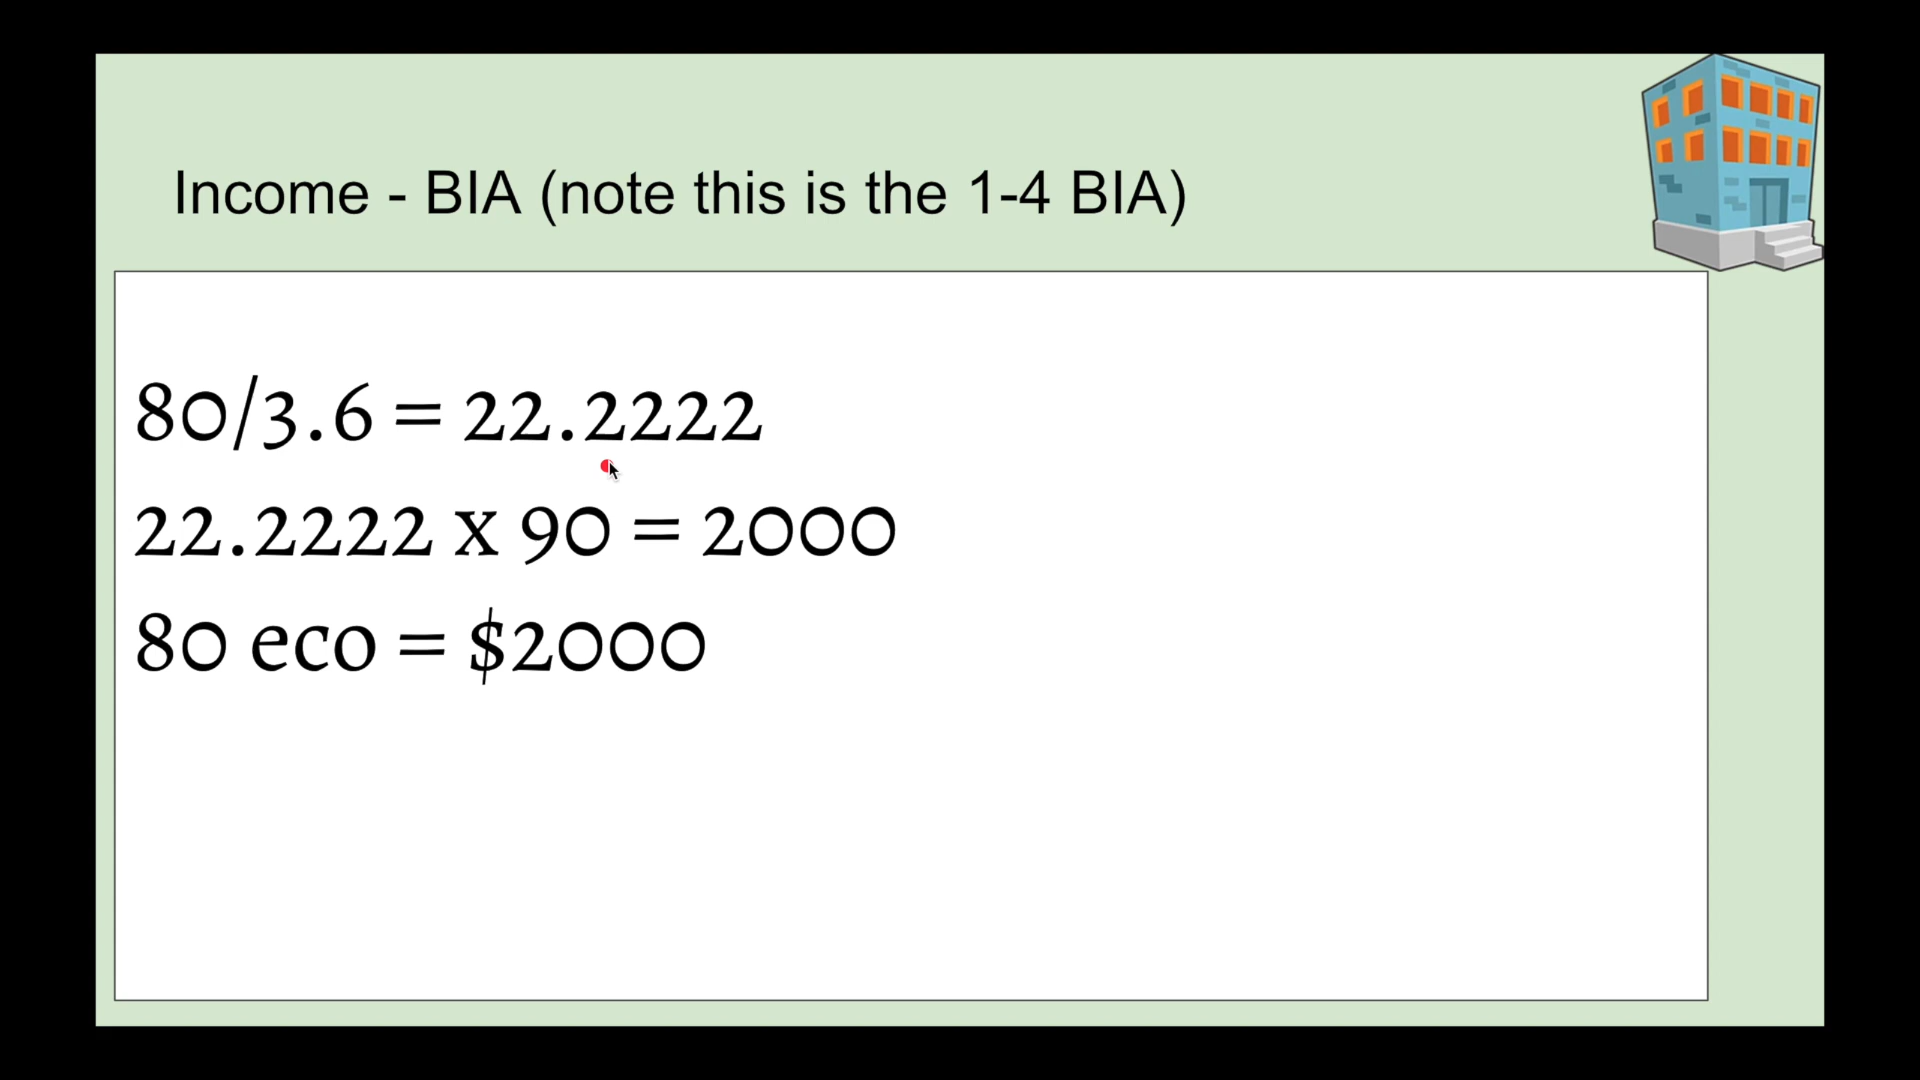 Income - BIA (note this is the 1-4 BIA)
80/3.6 = 22.2222
22.2222 x 90 = 2000
80 eco = $2000